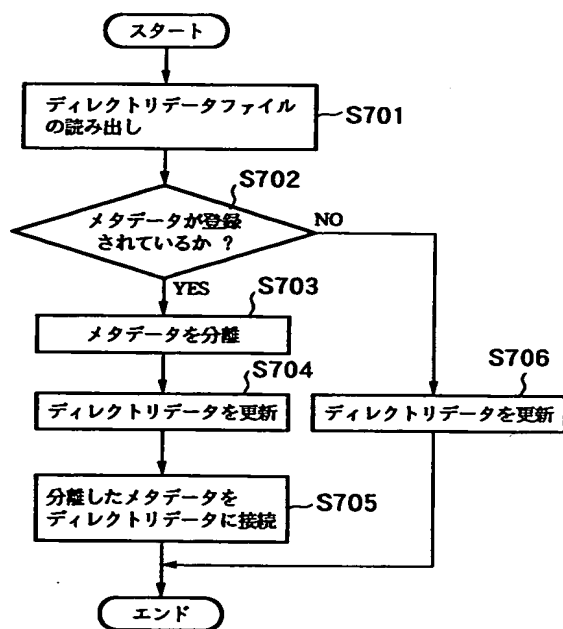 スタート
ディレクトリデータファイル
の読み出し
S701
S702
メタデータが登録
されているか ?
NO
YES
S703
メタデータを分離
S704
ディレクトリデータを更新
S706
ディレクトリデータを更新
分離したメタデータを
ディレクトリデータに接続
S705
エンド